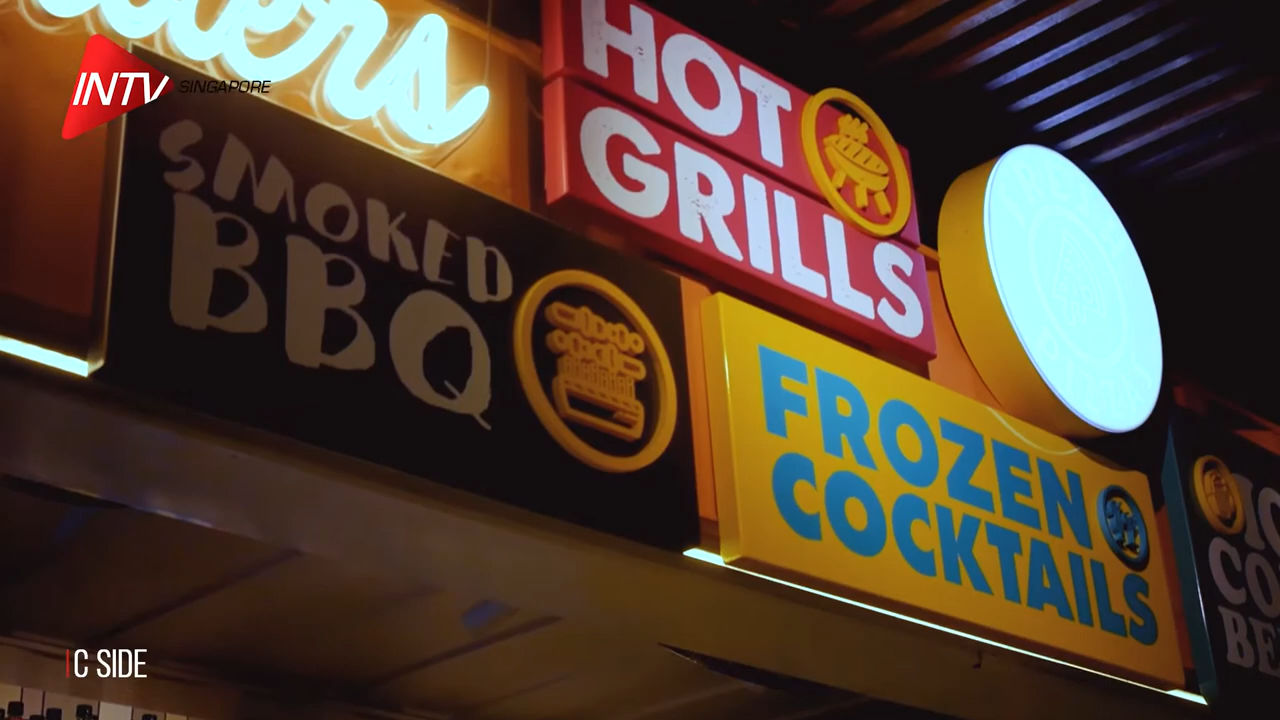 INTV SINGAPORE
HOT
GRILLS
SMOKED
BBQ
FROZEN
COCKTAILS
C SIDE